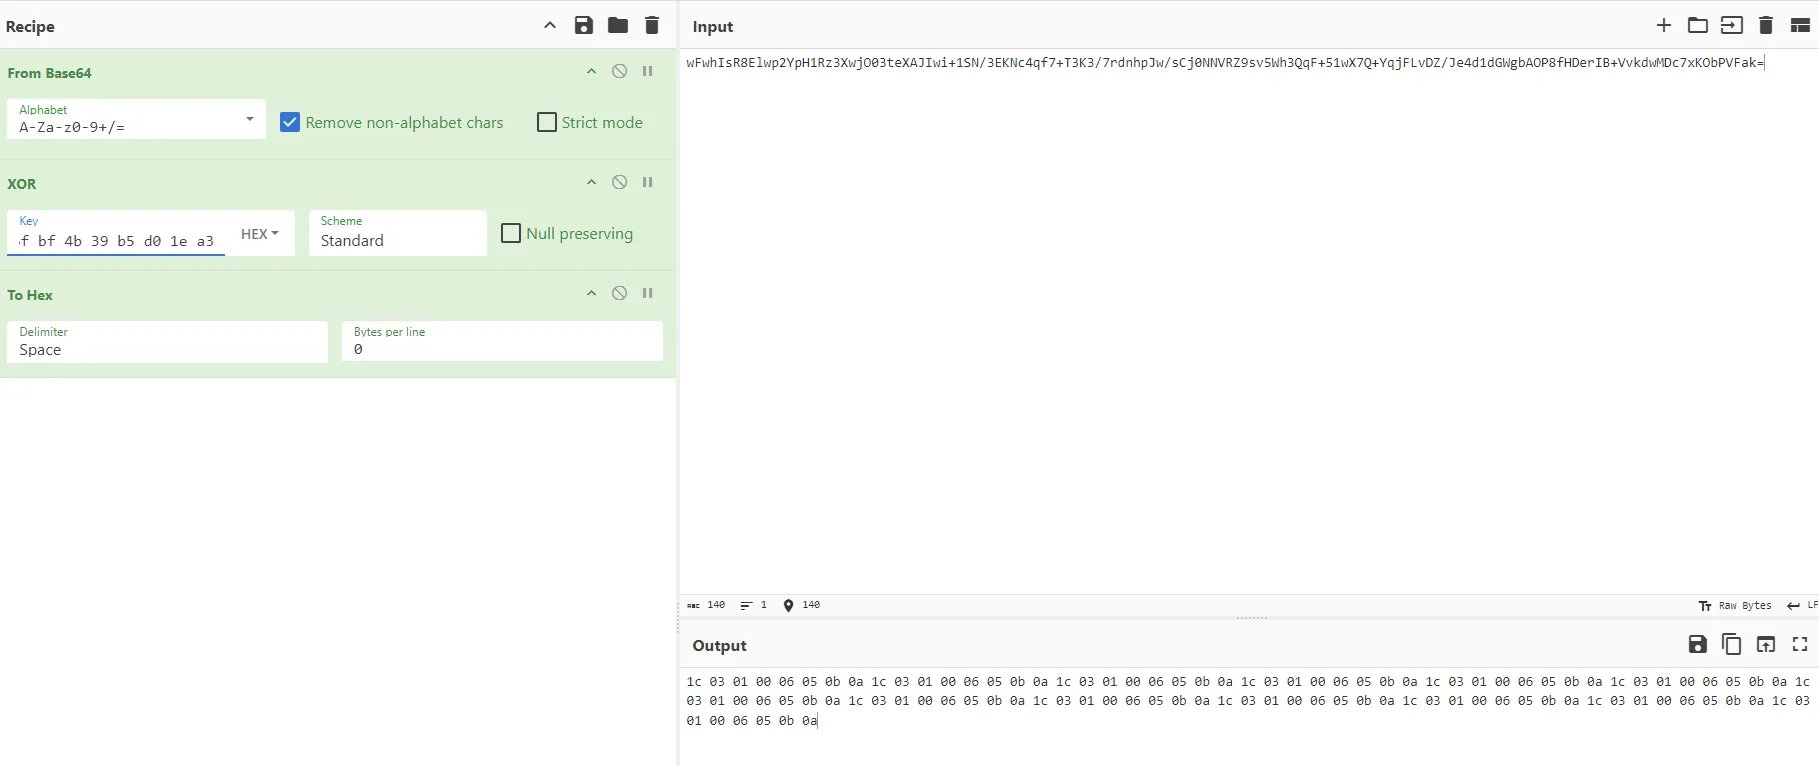 Recipe
From Base64
Alphabet
A-Za-z0-9+/=
Remove non-alphabet chars
Strict mode
XOR
Key
f bf 4b 39 b5 d0 1e a3
HEX
Scheme
Standard
Null preserving
To Hex
Delimiter
Space
Bytes per line
0
Input
wFwhIsR8Elwp2YpH1Rz3XwjO03teXAJIwi+1SN/3EKNc4qf7+T3K3/7rdnhpJw/sCj0NNVRZ9sv5Wh3QqF+51wX7Q+YqjFLvDZ/Je4d1dGWgbAOP8fHDerIB+VvkdwMDc7xKObPVFak=
ABC 140 1 140
Raw Bytes LF
Output
1c 03 01 00 06 05 0b 0a 1c 03 01 00 06 05 0b 0a 1c 03 01 00 06 05 0b 0a 1c 03 01 00 06 05 0b 0a 1c 03 01 00 06 05 0b 0a 1c 03 01 00 06 05 0b 0a 1c
03 01 00 06 05 0b 0a 1c 03 01 00 06 05 0b 0a 1c 03 01 00 06 05 0b 0a 1c 03 01 00 06 05 0b 0a 1c 03 01 00 06 05 0b 0a 1c 03 01 00 06 05 0b 0a 1c 03
01 00 06 05 0b 0a